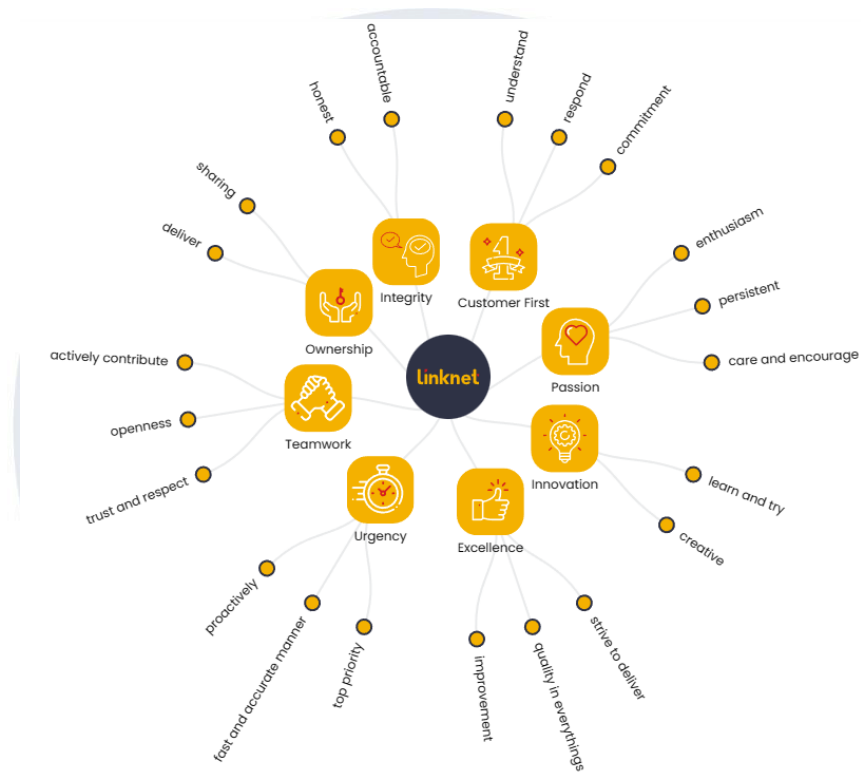 accountable
honest
understand
respond
commitment
sharing
deliver
enthusiasm
persistent
care and encourage
Integrity
Customer First
Ownership
Passion
linknet
actively contribute
openness
trust and respect
Teamwork
Innovation
learn and try
creative
Urgency
Excellence
proactively
fast and accurate manner
top priority
improvement
quality in everythings
strive to deliver